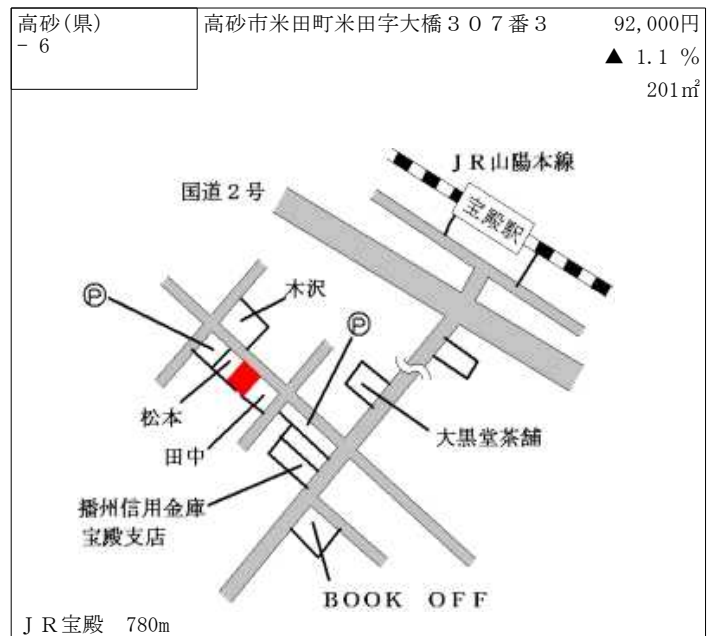 高砂(県)
－６
高砂市米田町米田字大橋３０７番３
92,000円
▲ 1.1 %
201㎡
ＪＲ山陽本線
国道２号
宝殿駅
木沢
Ⓟ
Ⓟ
松本
田中
大黒堂茶舗
播州信用金庫
宝殿支店
BOOK OFF
ＪＲ宝殿 780m